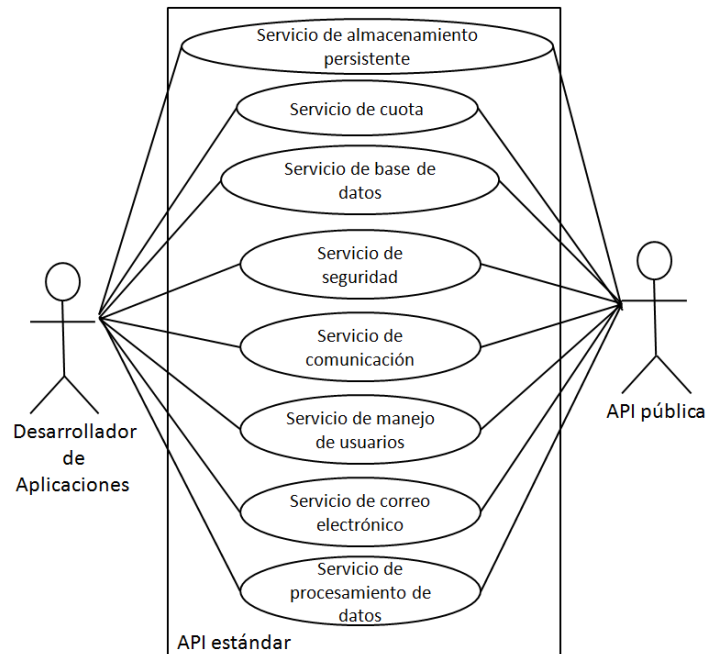 Servicio de almacenamiento
persistente
Servicio de cuota
Servicio de base de
datos
Servicio de
seguridad
Servicio de
comunicación
Servicio de manejo
de usuarios
Servicio de correo
electrónico
Servicio de
procesamiento de
datos
Desarrollador
de
Aplicaciones
API pública
API estándar